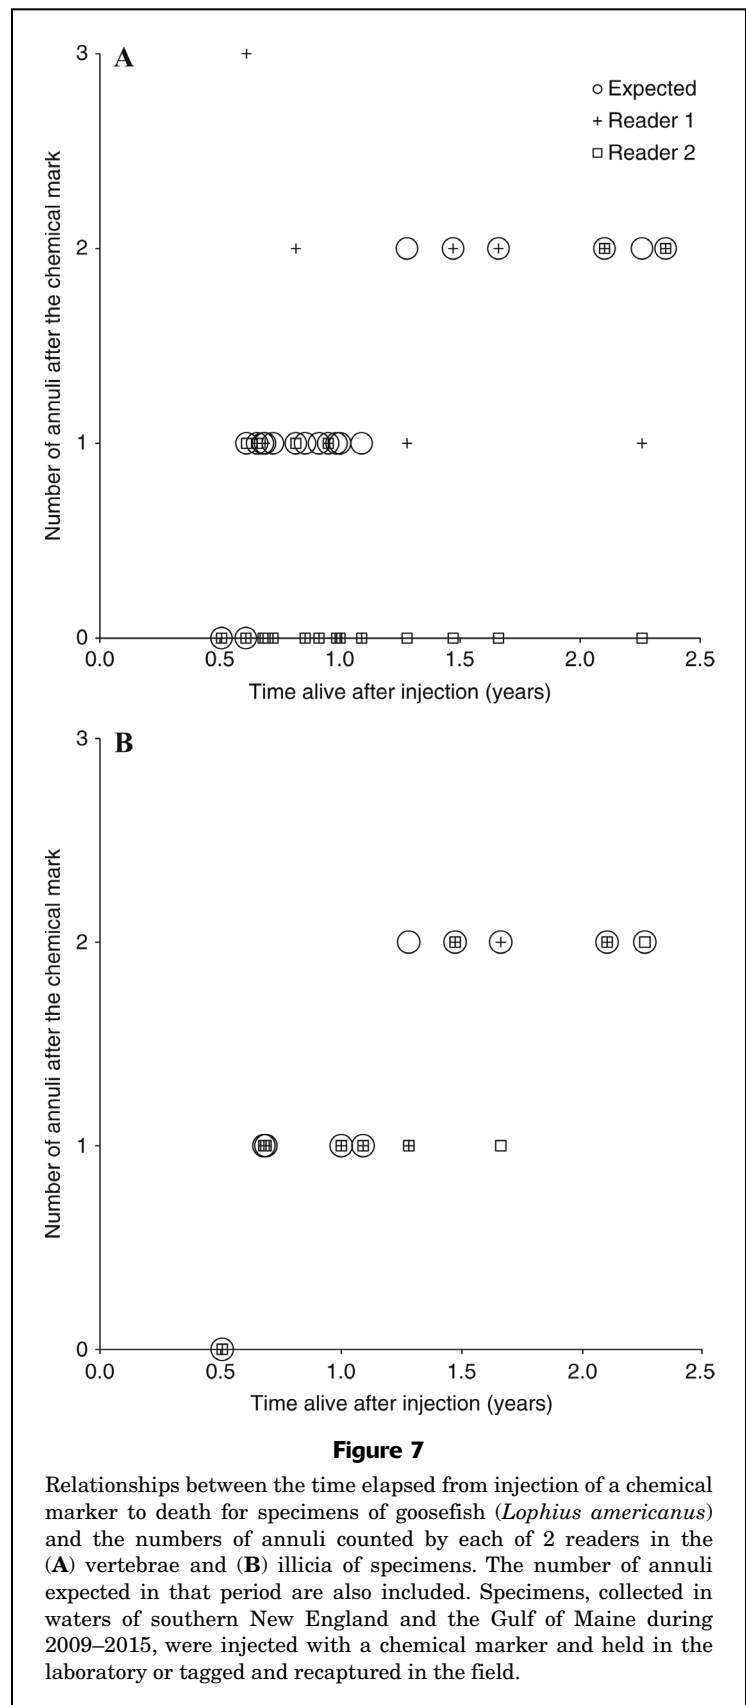 3
A
Expected
Reader 1
Reader 2
2
1
0
Number of annuli after the chemical mark
0.0 0.5 1.0 1.5 2.0 2.5
Time alive after injection (years)
3
B
2
1
0
Number of annuli after the chemical mark
0.0 0.5 1.0 1.5 2.0 2.5
Time alive after injection (years)
Figure 7
Relationships between the time elapsed from injection of a chemical
marker to death for specimens of goosefish (Lophius americanus)
and the numbers of annuli counted by each of 2 readers in the
(A) vertebrae and (B) illicia of specimens. The number of annuli
expected in that period are also included. Specimens, collected in
waters of southern New England and the Gulf of Maine during
2009–2015, were injected with a chemical marker and held in the
laboratory or tagged and recaptured in the field.